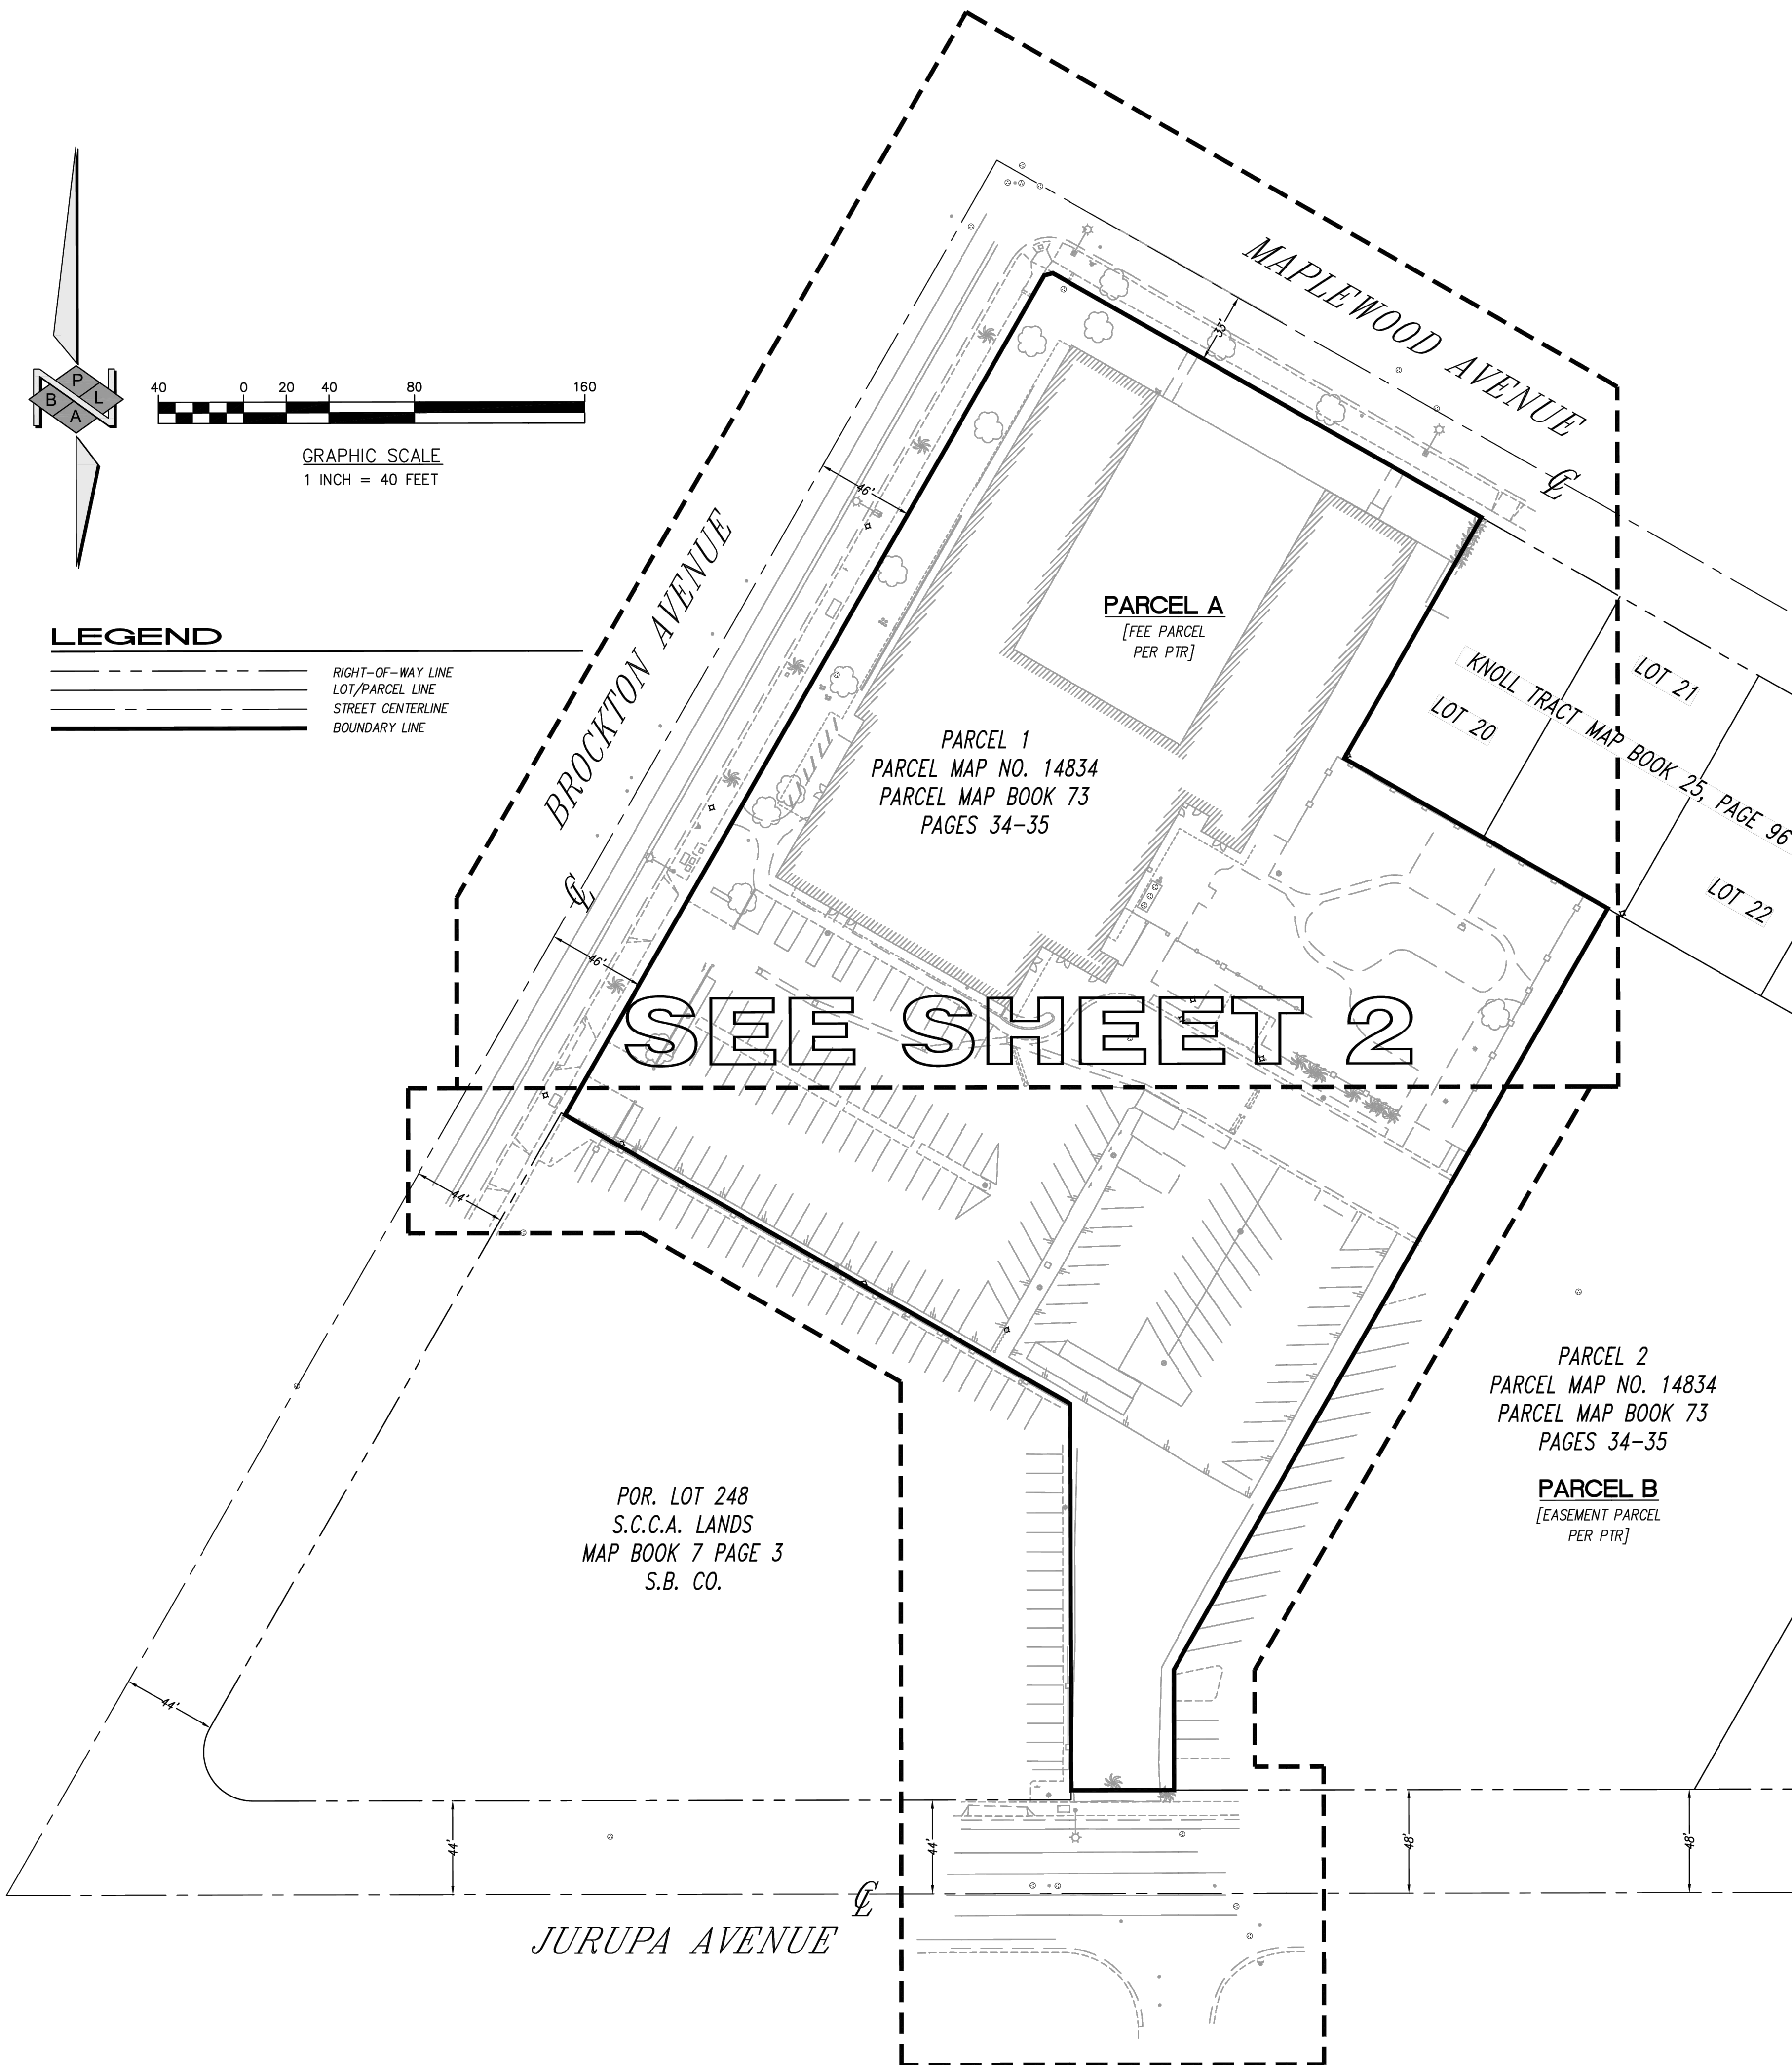 MAPLEWOOD AVENUE
33'
P
B
L
A
40 0 20 40 80 160
GRAPHIC SCALE
1 INCH = 40 FEET
CL
46'
BROCKTON AVENUE
PARCEL A
[FEE PARCEL
PER PTR]
LEGEND
RIGHT-OF-WAY LINE
LOT/PARCEL LINE
STREET CENTERLINE
BOUNDARY LINE
LOT 21
KNOLL TRACT MAP BOOK 25, PAGE 96
LOT 20
LOT 22
PARCEL 1
PARCEL MAP NO. 14834
PARCEL MAP BOOK 73
PAGES 34-35
CL
46'
SEE SHEET 2
44'
PARCEL 2
PARCEL MAP NO. 14834
PARCEL MAP BOOK 73
PAGES 34-35
PARCEL B
[EASEMENT PARCEL
PER PTR]
POR. LOT 248
S.C.C.A. LANDS
MAP BOOK 7 PAGE 3
S.B. CO.
44'
44'
44'
48'
48'
CL
JURUPA AVENUE